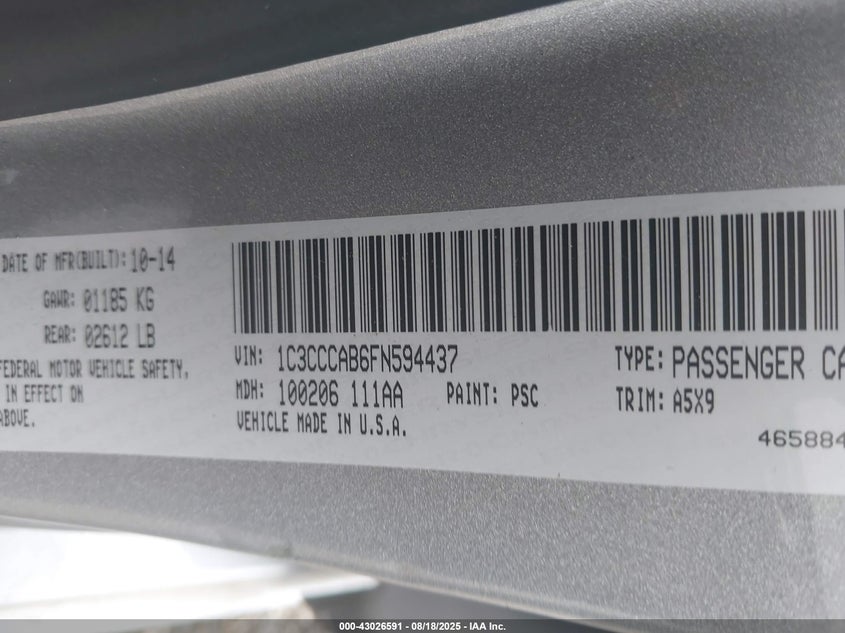 DATE OF MFR(BUILT): 10-14
GAWR: 01185 KG
REAR: 02612 LB
FEDERAL MOTOR VEHICLE SAFETY,
IN EFFECT ON
ABOVE.
VIN: 1C3CCCAB6FN594437
MDH: 100206 111AA PAINT: PSC
VEHICLE MADE IN U.S.A.
TYPE: PASSENGER CA
TRIM: A5X9
465884
000-43026591 - 08/18/2025 - IAA Inc.